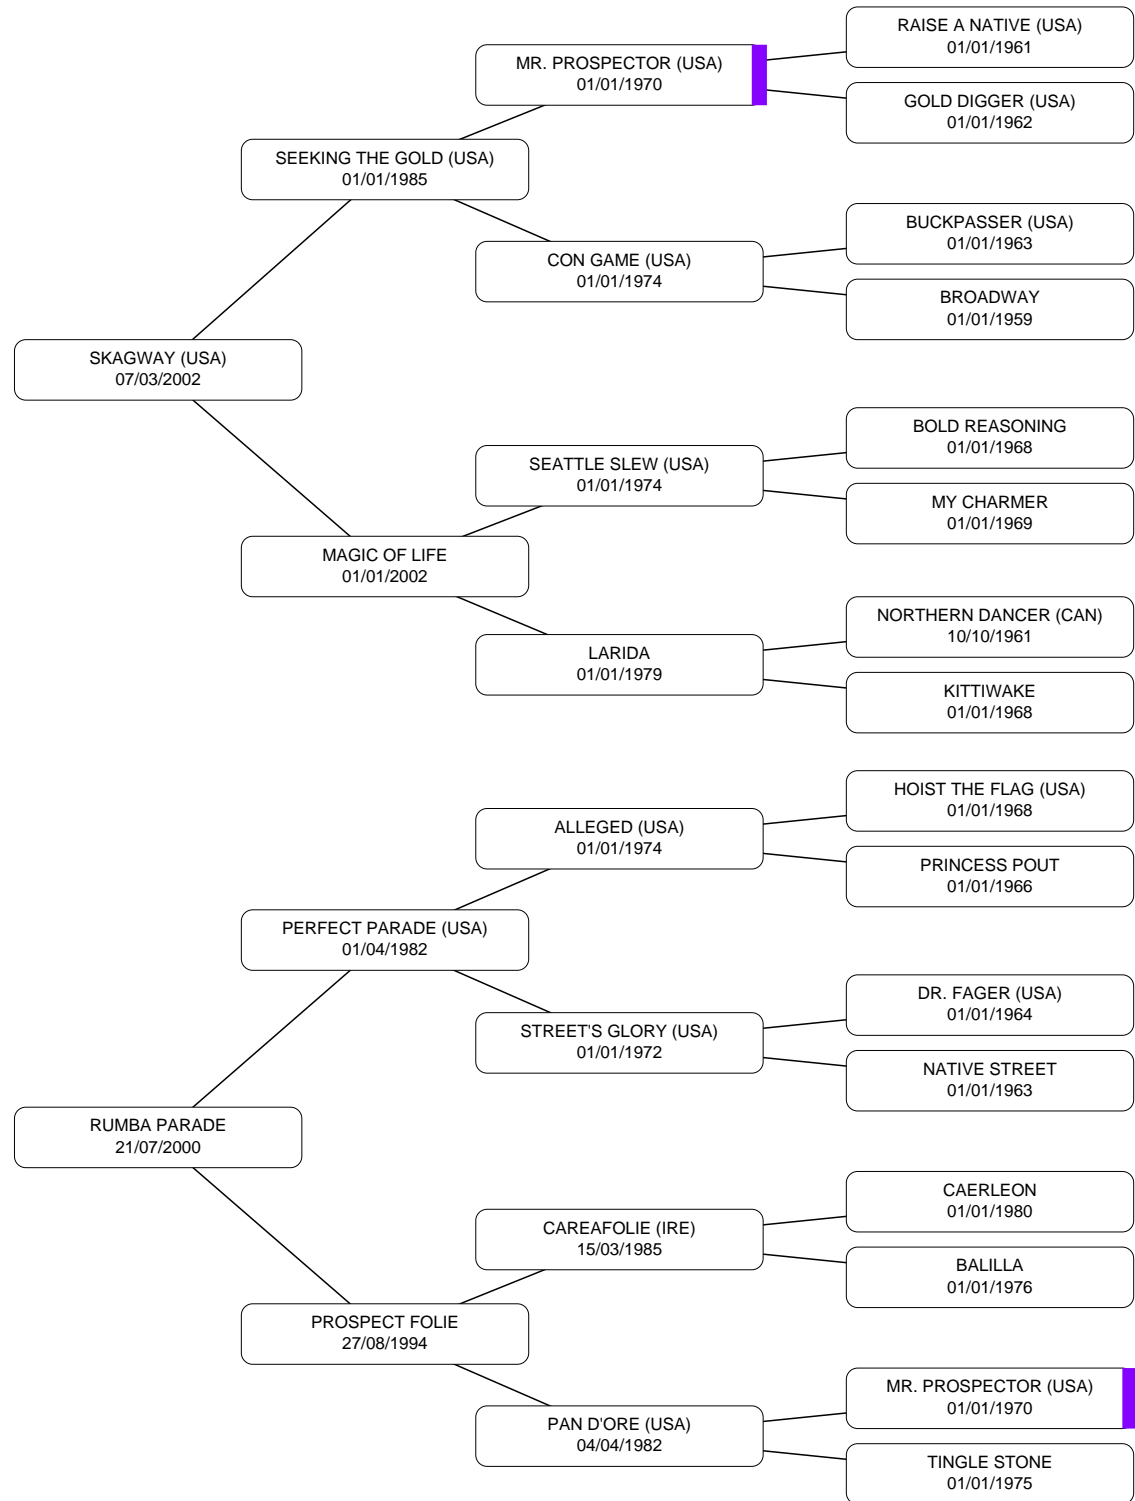 RAISE A NATIVE (USA)
01/01/1961
MR. PROSPECTOR (USA)
01/01/1970
GOLD DIGGER (USA)
01/01/1962
SEEKING THE GOLD (USA)
01/01/1985
BUCKPASSER (USA)
01/01/1963
CON GAME (USA)
01/01/1974
BROADWAY
01/01/1959
SKAGWAY (USA)
07/03/2002
BOLD REASONING
01/01/1968
SEATTLE SLEW (USA)
01/01/1974
MY CHARMER
01/01/1969
MAGIC OF LIFE
01/01/2002
NORTHERN DANCER (CAN)
10/10/1961
LARIDA
01/01/1979
KITTIWAKE
01/01/1968
HOIST THE FLAG (USA)
01/01/1968
ALLEGED (USA)
01/01/1974
PRINCESS POUT
01/01/1966
PERFECT PARADE (USA)
01/04/1982
DR. FAGER (USA)
01/01/1964
STREET'S GLORY (USA)
01/01/1972
NATIVE STREET
01/01/1963
RUMBA PARADE
21/07/2000
CAERLEON
01/01/1980
CAREAFOLIE (IRE)
15/03/1985
BALILLA
01/01/1976
PROSPECT FOLIE
27/08/1994
MR. PROSPECTOR (USA)
01/01/1970
PAN D'ORE (USA)
04/04/1982
TINGLE STONE
01/01/1975